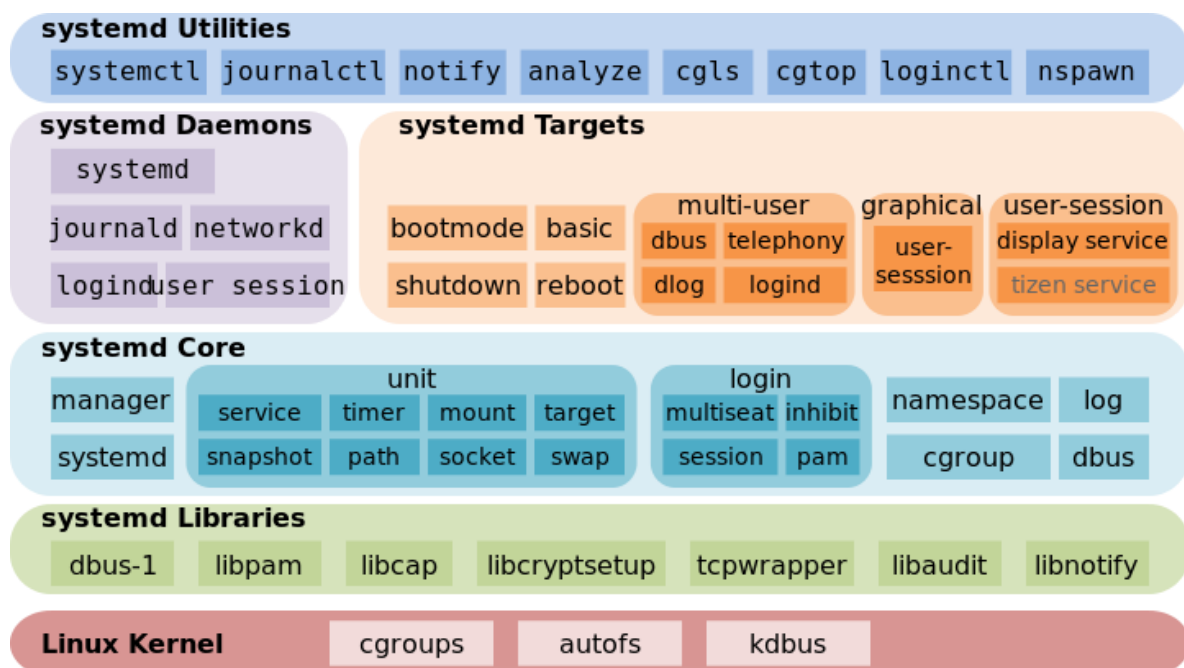 systemd Utilities
systemctl journalctl notify analyze cgls cgtop loginctl nspawn
systemd Daemons
systemd
journald networkd
logind user session
systemd Targets
bootmode basic
shutdown reboot
multi-user
dbus telephony
dlog logind
graphical
user-
sesssion
user-session
display service
tizen service
systemd Core
manager
systemd
unit
service timer mount target
snapshot path socket swap
login
multiseat inhibit
session pam
namespace log
cgroup dbus
systemd Libraries
dbus-1 libpam libcap libcryptsetup tcpwrapper libaudit libnotify
Linux Kernel cgroups autofs kdbus